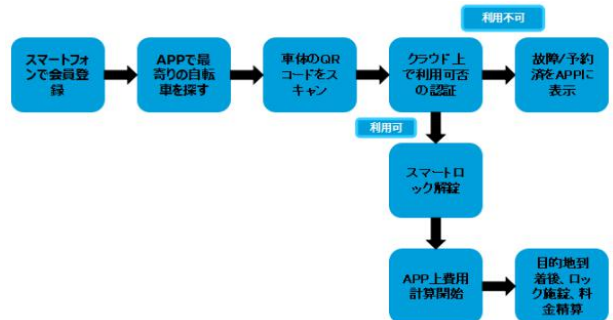 利用不可
スマートフォ
ンで会員登
録
APPで最
寄りの自転
車を探す
車体のQR
コードをス
キャン
クラウド上
で利用可否
の認証
故障/予約
済をAPPに
表示
利用可
スマートロ
ック解錠
APP上費用
計算開始
目的地到
着後、ロッ
ク施錠、料
金精算